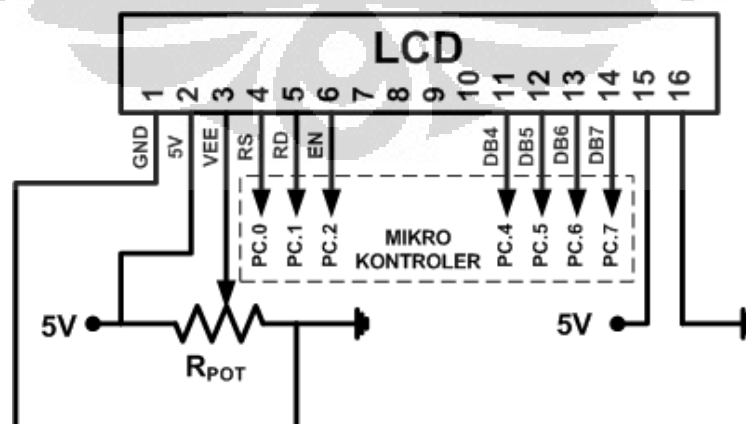 LCD
1 2 3 4 5 6 7 8 9 10 11 12 13 14 15 16
GND 5V VEE RS RD EN DB4 DB5 DB6 DB7
PC.0 PC.1 PC.2 PC.4 PC.5 PC.6 PC.7
MIKRO
KONTROLER
5V
5V
RPOT